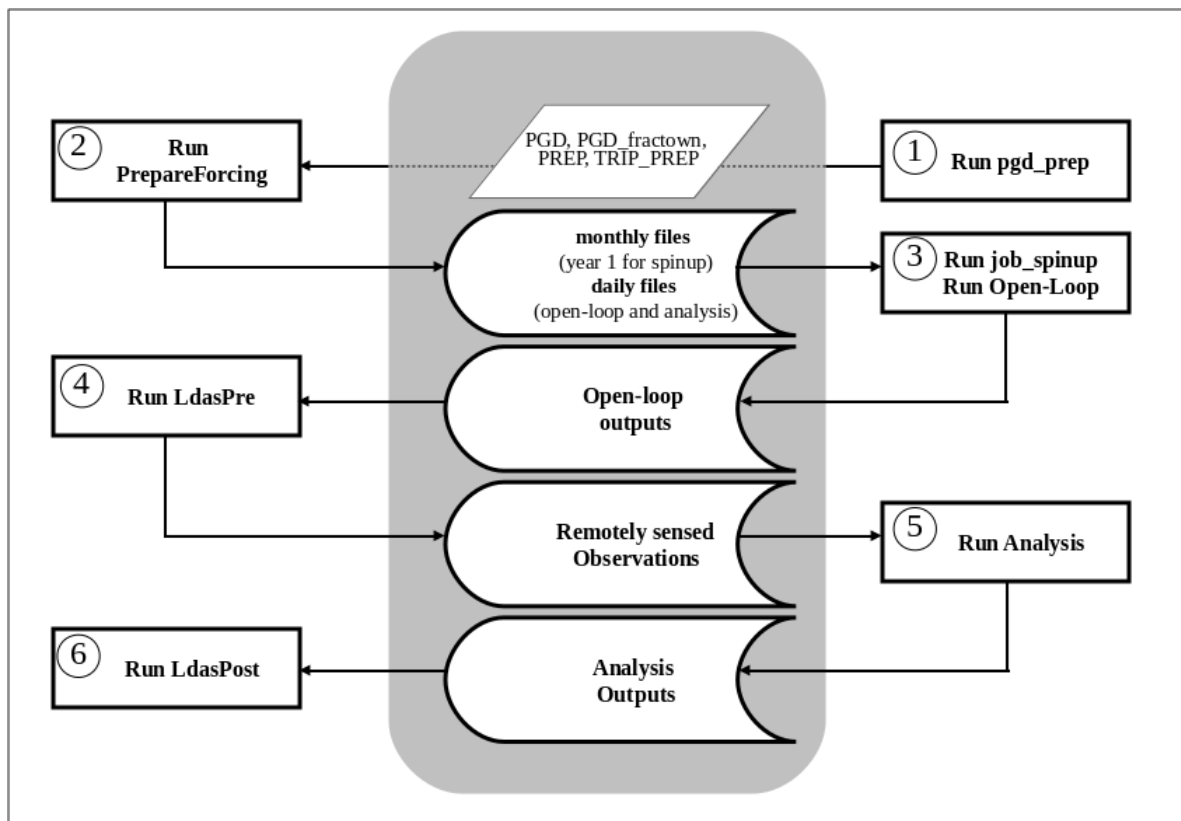 2
Run
PrepareForcing
PGD, PGD_fractown,
PREP, TRIP_PREP
1
Run pgd_prep
monthly files
(year 1 for spinup)
daily files
(open-loop and analysis)
3
Run job_spinup
Run Open-Loop
4
Run LdasPre
Open-loop
outputs
Remotely sensed
Observations
5
Run Analysis
6
Run LdasPost
Analysis
Outputs